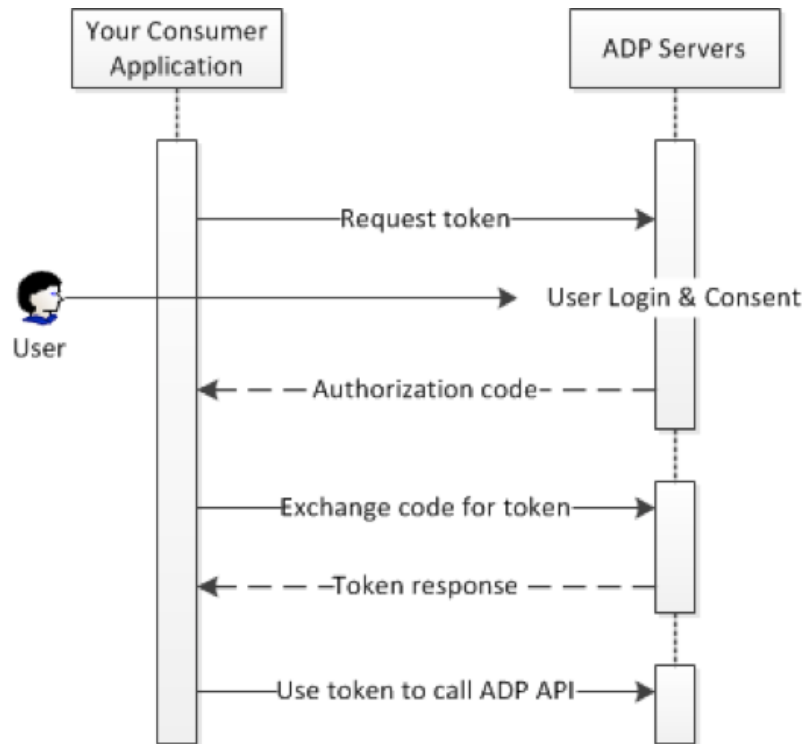 Your Consumer
Application
ADP Servers
Request token
User Login & Consent
User
Authorization code
Exchange code for token
Token response
Use token to call ADP API